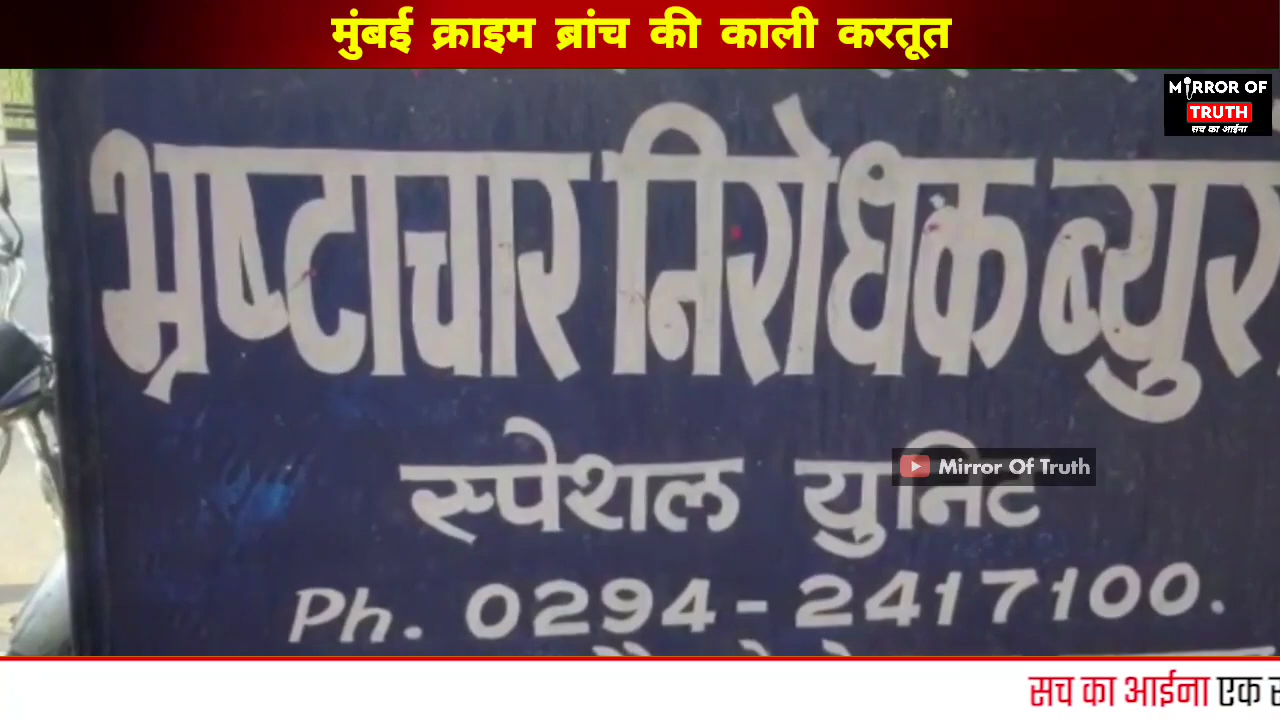 मुंबई क्राइम ब्रांच की काली करतूत
MIRROR OF
TRUTH
सच का आईना
भ्रष्टाचार निरोधक
स्पेशल युनिट
Mirror Of Truth
Ph. 0294-2417100.
सच का आईना एक